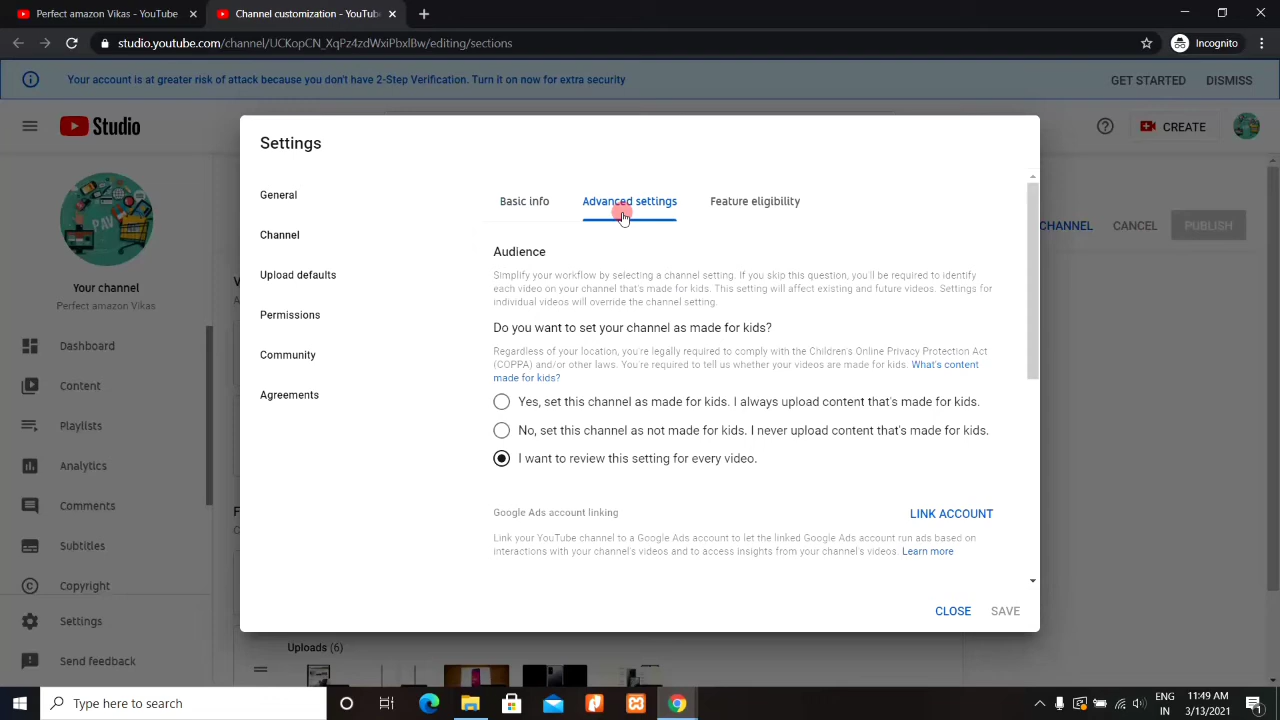 Perfect amazon Vikas - YouTube
Customization - YouTube
studio.youtube.com/channel/UCKopCN_XqPz4zdWxiPbxlBw/editing/sections
Incognito
Your account is at greater risk of attack because you don't have 2-Step Verification. Turn it on now for extra security
GET STARTED
DISMISS
Studio
CREATE
Settings
General
Channel
Upload defaults
Permissions
Community
Agreements
Basic info
Advanced settings
Feature eligibility
CHANNEL
CANCEL
PUBLISH
PAV
Your channel
Perfect amazon Vikas
Dashboard
Content
Playlists
Analytics
Comments
Subtitles
Copyright
Settings
Send feedback
Audience
Simplify your workflow by selecting a channel setting. If you skip this question, you'll be required to identify
each video on your channel that's made for kids. This setting will affect existing and future videos. Settings for
individual videos will override the channel setting.
Do you want to set your channel as made for kids?
Regardless of your location, you're legally required to comply with the Children's Online Privacy Protection Act
(COPPA) and/or other laws. You're required to tell us whether your videos are made for kids. What's content
made for kids?
Yes, set this channel as made for kids. I always upload content that's made for kids.
No, set this channel as not made for kids. I never upload content that's made for kids.
I want to review this setting for every video.
Google Ads account linking
LINK ACCOUNT
Link your YouTube channel to a Google Ads account to let the linked Google Ads account run ads based on
interactions with your channel's videos and to access insights from your channel's videos. Learn more
CLOSE
SAVE
Uploads (6)
Type here to search
ENG
IN
11:49 AM
3/13/2021